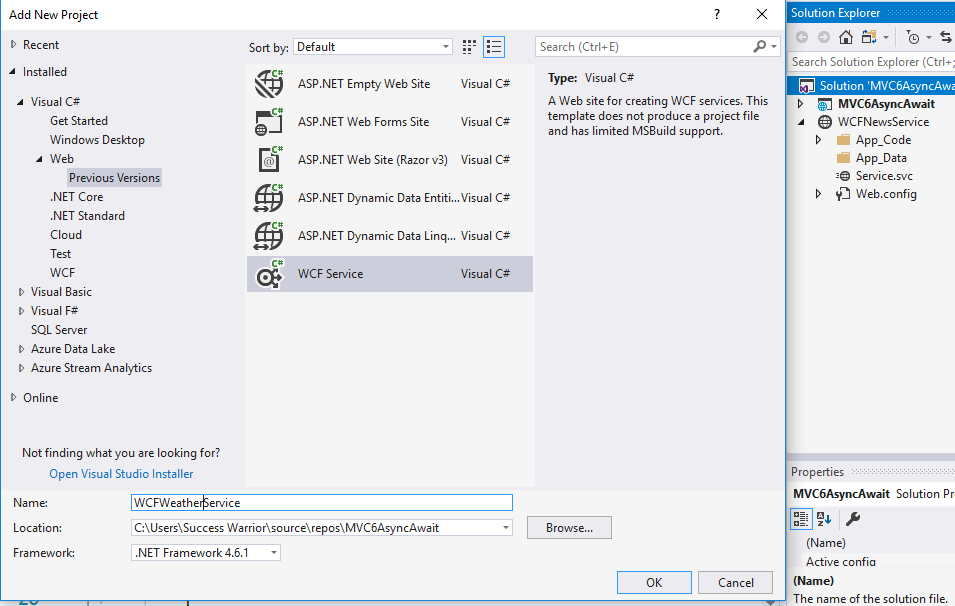 Add New Project
?
Recent
Installed
Visual C#
Get Started
Windows Desktop
Web
Previous Versions
.NET Core
.NET Standard
Cloud
Test
WCF
Visual Basic
Visual F#
SQL Server
Azure Data Lake
Azure Stream Analytics
Online
Not finding what you are looking for?
Open Visual Studio Installer
Sort by: Default
ASP.NET Empty Web Site Visual C#
ASP.NET Web Forms Site Visual C#
ASP.NET Web Site (Razor v3) Visual C#
ASP.NET Dynamic Data Entiti... Visual C#
ASP.NET Dynamic Data Linq... Visual C#
WCF Service Visual C#
Search (Ctrl+E)
Type: Visual C#
A Web site for creating WCF services. This
template does not produce a project file
and has limited MSBuild support.
Name: WCFWeatherService
Location: C:\Users\Success Warrior\source\repos\MVC6AsyncAwait
Browse...
Framework: .NET Framework 4.6.1
OK Cancel
Solution Explorer
Search Solution Explorer (Ctrl+;
Solution 'MVC6AsyncAwa
MVC6AsyncAwait
WCFNewsService
App_Code
App_Data
Service.svc
Web.config
Properties
MVC6AsyncAwait Solution Pr
(Name)
Active config
(Name)
The name of the solution file.